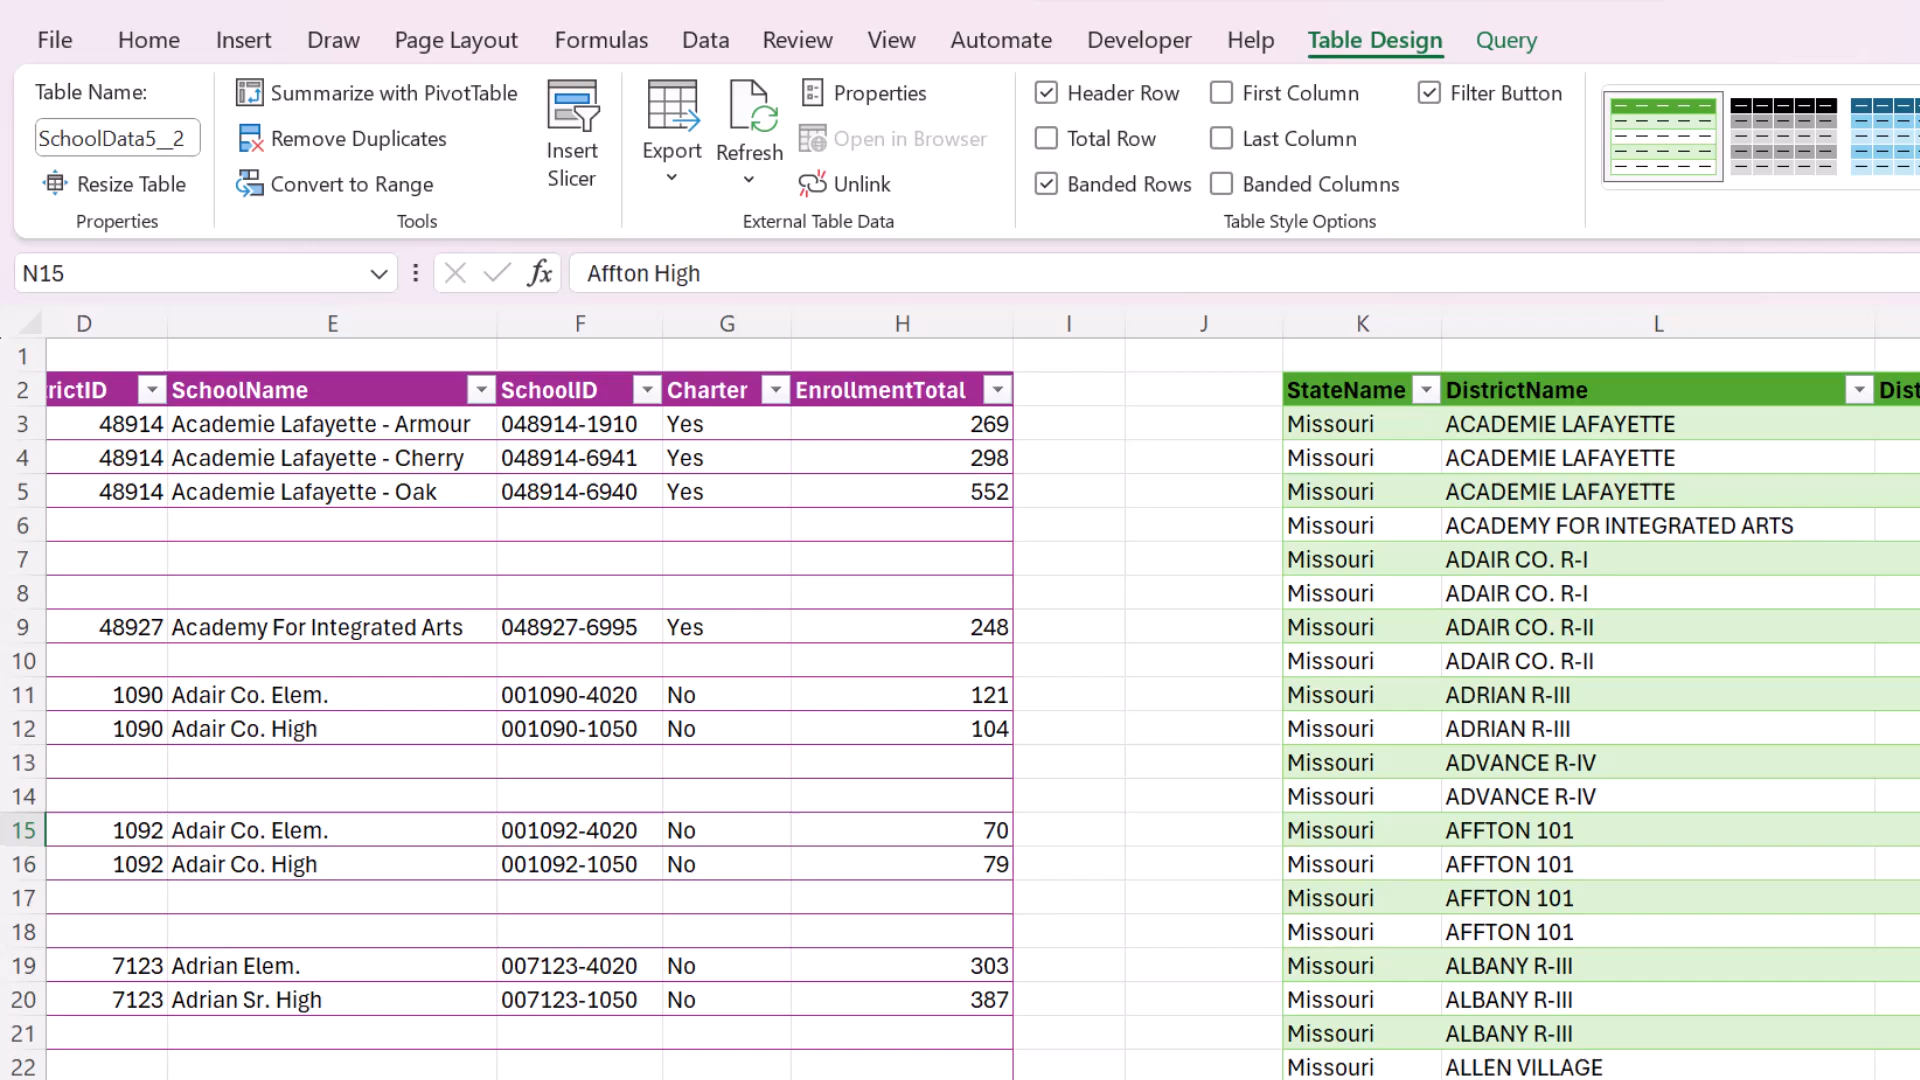 File Home Insert Draw Page Layout Formulas Data Review View Automate Developer Help Table Design Query
Table Name:
SchoolData5__2
Resize Table
Properties
Summarize with PivotTable
Remove Duplicates
Convert to Range
Insert
Slicer
Tools
Export
Refresh
Properties
Open in Browser
Unlink
External Table Data
Header Row
Total Row
Banded Rows
First Column
Last Column
Banded Columns
Filter Button
Table Style Options
N15 fx Affton High
D E F G H I J K L
1
2 rictID SchoolName SchoolID Charter EnrollmentTotal StateName DistrictName Dist
3 48914 Academie Lafayette - Armour 048914-1910 Yes 269 Missouri ACADEMIE LAFAYETTE
4 48914 Academie Lafayette - Cherry 048914-6941 Yes 298 Missouri ACADEMIE LAFAYETTE
5 48914 Academie Lafayette - Oak 048914-6940 Yes 552 Missouri ACADEMIE LAFAYETTE
6 Missouri ACADEMY FOR INTEGRATED ARTS
7 Missouri ADAIR CO. R-I
8 Missouri ADAIR CO. R-I
9 48927 Academy For Integrated Arts 048927-6995 Yes 248 Missouri ADAIR CO. R-II
10 Missouri ADAIR CO. R-II
11 1090 Adair Co. Elem. 001090-4020 No 121 Missouri ADRIAN R-III
12 1090 Adair Co. High 001090-1050 No 104 Missouri ADRIAN R-III
13 Missouri ADVANCE R-IV
14 Missouri ADVANCE R-IV
15 1092 Adair Co. Elem. 001092-4020 No 70 Missouri AFFTON 101
16 1092 Adair Co. High 001092-1050 No 79 Missouri AFFTON 101
17 Missouri AFFTON 101
18 Missouri AFFTON 101
19 7123 Adrian Elem. 007123-4020 No 303 Missouri ALBANY R-III
20 7123 Adrian Sr. High 007123-1050 No 387 Missouri ALBANY R-III
21 Missouri ALBANY R-III
22 Missouri ALLEN VILLAGE